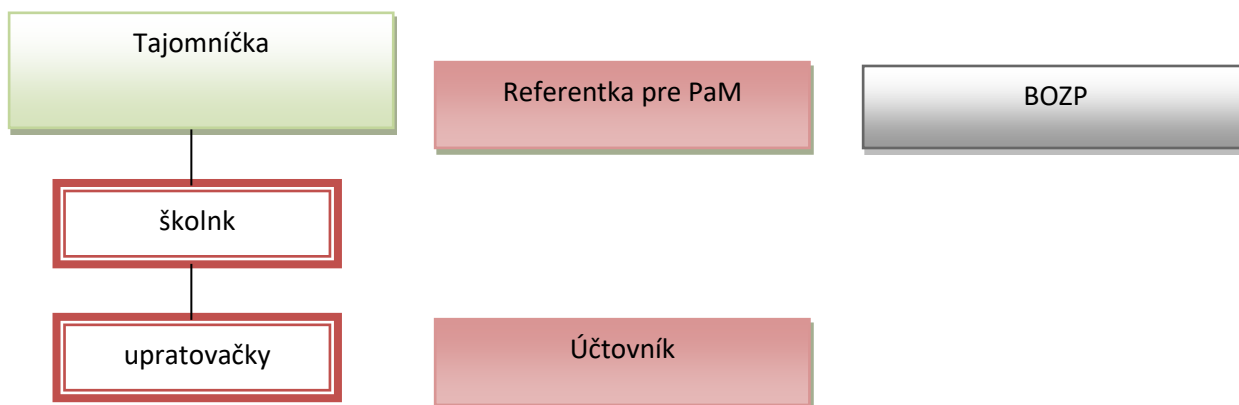 Tajomníčka
Referentka pre PaM
BOZP
školnk
upratovačky
Účtovník